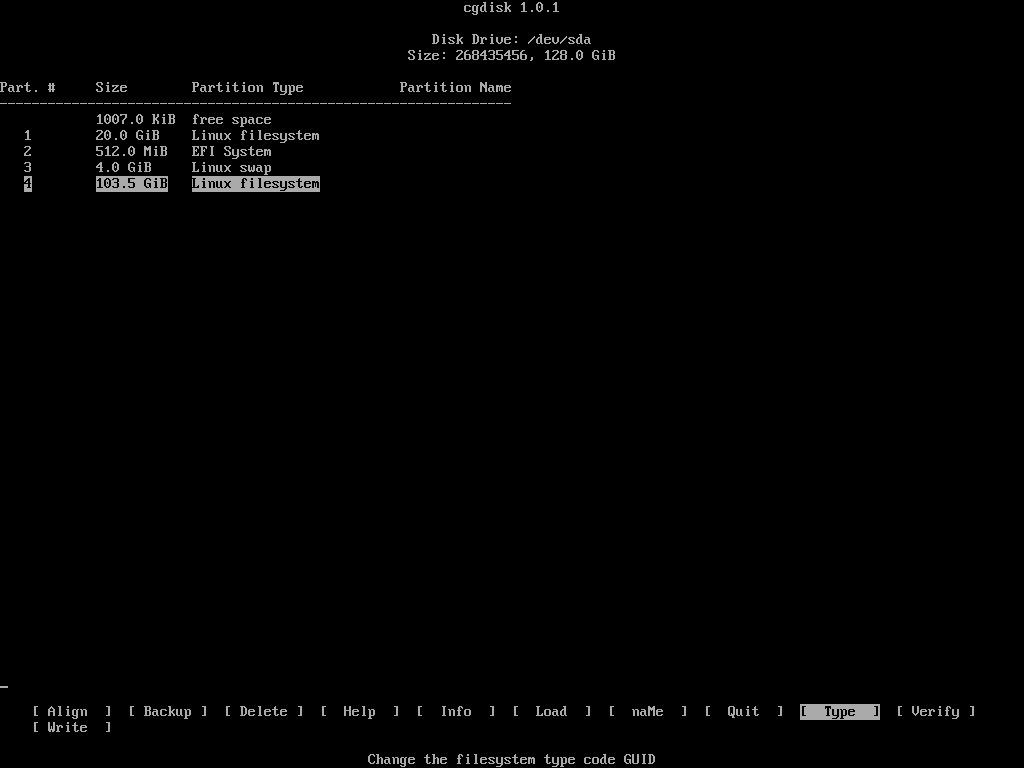 cgdisk 1.0.1
Disk Drive: /dev/sda
Size: 268435456, 128.0 GiB
Part. #     Size        Partition Type            Partition Name
----------------------------------------------------------------
            1007.0 KiB  free space
   1        20.0 GiB    Linux filesystem
   2        512.0 MiB   EFI System
   3        4.0 GiB     Linux swap
   4        103.5 GiB   Linux filesystem
[ Align  ]  [ Backup ]  [ Delete ]  [  Help  ]  [  Info  ]  [  Load  ]  [  naMe  ]  [  Quit  ]  [  Type  ]  [ Verify ]
[ Write  ]
Change the filesystem type code GUID